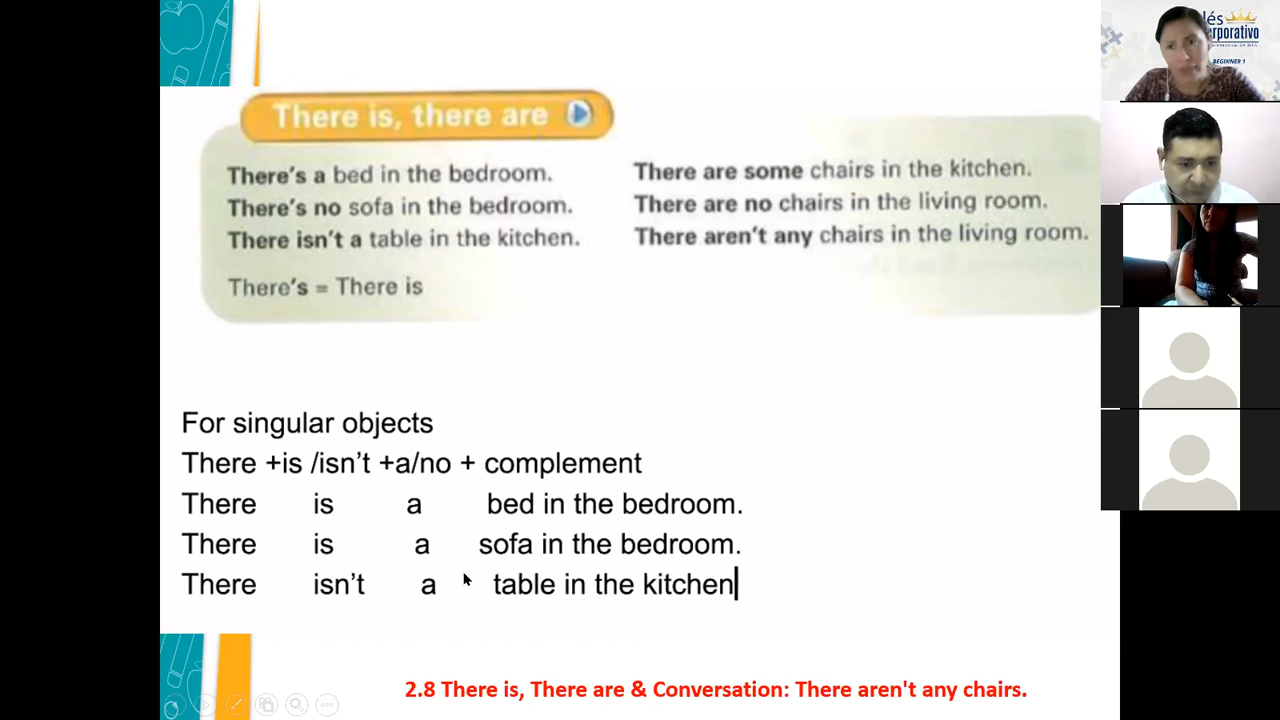 There is, there are
There's a bed in the bedroom.
There's no sofa in the bedroom.
There isn't a table in the kitchen.
There's = There is
There are some chairs in the kitchen.
There are no chairs in the living room.
There aren't any chairs in the living room.
For singular objects
There +is /isn't +a/no + complement
There is a bed in the bedroom.
There is a sofa in the bedroom.
There isn't a table in the kitchen
2.8 There is, There are & Conversation: There aren't any chairs.
BEGINNER 1